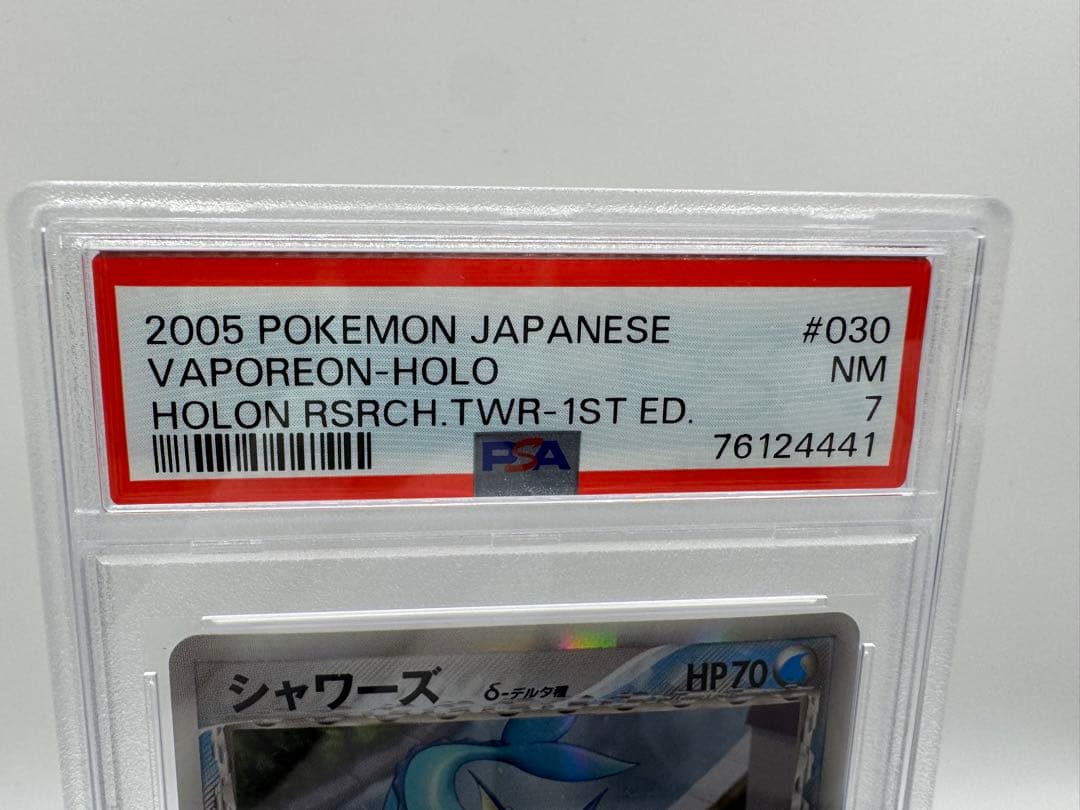 2005 POKEMON JAPANESE #030
VAPOREON-HOLO NM
HOLON RSRCH.TWR-1ST ED. 7
PSA 76124441
シャワーズ δ-デルタ種 HP70